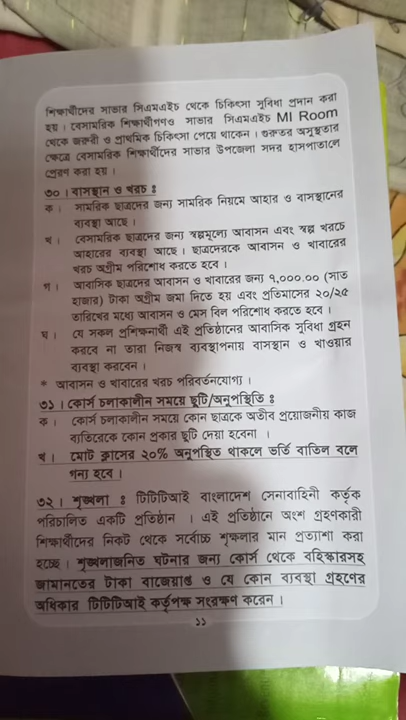 শিক্ষার্থীদের সাভার সিএমএইচ থেকে চিকিৎসা সুবিধা প্রদান করা
হয়। বেসামরিক শিক্ষার্থীগণও সাভার সিএমএইচ MI Room
থেকে জরুরী ও প্রাথমিক চিকিৎসা পেয়ে থাকেন। গুরুতর অসুস্থতার
ক্ষেত্রে বেসামরিক শিক্ষার্থীদের সাভার উপজেলা সদর হাসপাতালে
প্রেরণ করা হয়।
৩০। বাসস্থান ও খরচ ঃ
ক। সামরিক ছাত্রদের জন্য সামরিক নিয়মে আহার ও বাসস্থানের
ব্যবস্থা আছে।
খ। বেসামরিক ছাত্রদের জন্য স্বল্পমূল্যে আবাসন এবং স্বল্প খরচে
আহারের ব্যবস্থা আছে। ছাত্রদেরকে আবাসন ও খাবারের
খরচ অগ্রীম পরিশোধ করতে হবে।
গ। আবাসিক ছাত্রদের আবাসন ও খাবারের জন্য ৭,০০০.০০ (সাত
হাজার) টাকা অগ্রীম জমা দিতে হয় এবং প্রতিমাসের ২০/২৫
তারিখের মধ্যে আবাসন ও মেস বিল পরিশোধ করতে হবে।
ঘ। যে সকল প্রশিক্ষনার্থী এই প্রতিষ্ঠানের আবাসিক সুবিধা গ্রহন
করবে না তারা নিজস্ব ব্যবস্থাপনায় বাসস্থান ও খাওয়ার
ব্যবস্থা করবেন।
* আবাসন ও খাবারের খরচ পরিবর্তনযোগ্য।
৩১। কোর্স চলাকালীন সময়ে ছুটি/অনুপস্থিতি ঃ
ক। কোর্স চলাকালীন সময়ে কোন ছাত্রকে অতীব প্রয়োজনীয় কাজ
ব্যতিরেকে কোন প্রকার ছুটি দেয়া হবেনা ।
খ। মোট ক্লাসের ২০% অনুপস্থিত থাকলে ভর্তি বাতিল বলে
গন্য হবে।
৩২। শৃঙ্খলা ঃ টিটিটিআই বাংলাদেশ সেনাবাহিনী কর্তৃক
পরিচালিত একটি প্রতিষ্ঠান । এই প্রতিষ্ঠানে অংশ গ্রহণকারী
শিক্ষার্থীদের নিকট থেকে সর্বোচ্চ শৃঙ্খলার মান প্রত্যাশা করা
হচ্ছে। শৃঙ্খলাজনিত ঘটনার জন্য কোর্স থেকে বহিস্কারসহ
জামানতের টাকা বাজেয়াপ্ত ও যে কোন ব্যবস্থা গ্রহণের
অধিকার টিটিটিআই কর্তৃপক্ষ সংরক্ষণ করেন।
১১